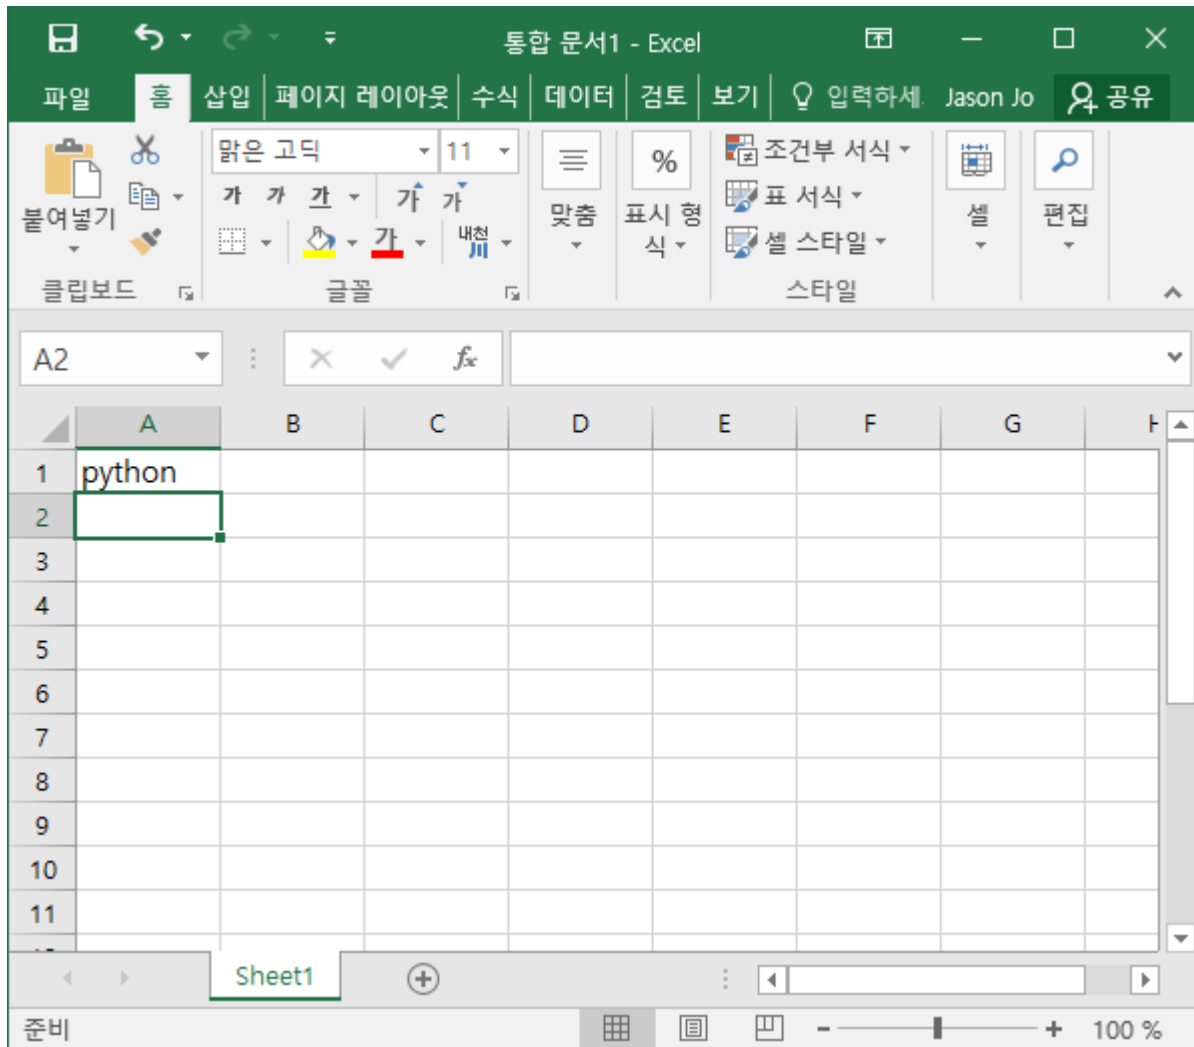 통합 문서1 - Excel
파일 홈 삽입 페이지 레이아웃 수식 데이터 검토 보기 입력하세. Jason Jo 공유
맑은 고딕 11 % 조건부 서식
가 가 가 가 가 표 서식
붙여넣기 맞춤 표시 형식 셀 편집
가 내천 川 셀 스타일
클립보드 글꼴 스타일
A2 fx
A B C D E F G
1 python
2
3
4
5
6
7
8
9
10
11
Sheet1
준비 100 %